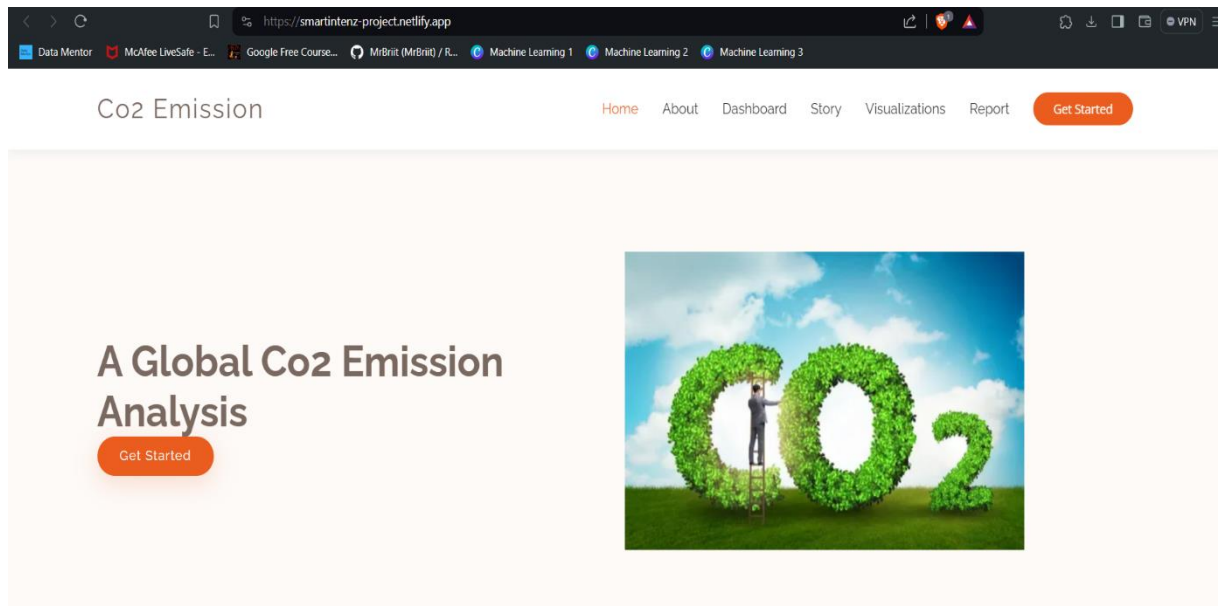 https://smartintenz-project.netlify.app
VPN
Data Mentor McAfee LiveSafe - E... Google Free Course... MrBriit (MrBriit) / R... Machine Learning 1 Machine Learning 2 Machine Learning 3
Co2 Emission
Home About Dashboard Story Visualizations Report Get Started
A Global Co2 Emission
Analysis
Get Started
CO2